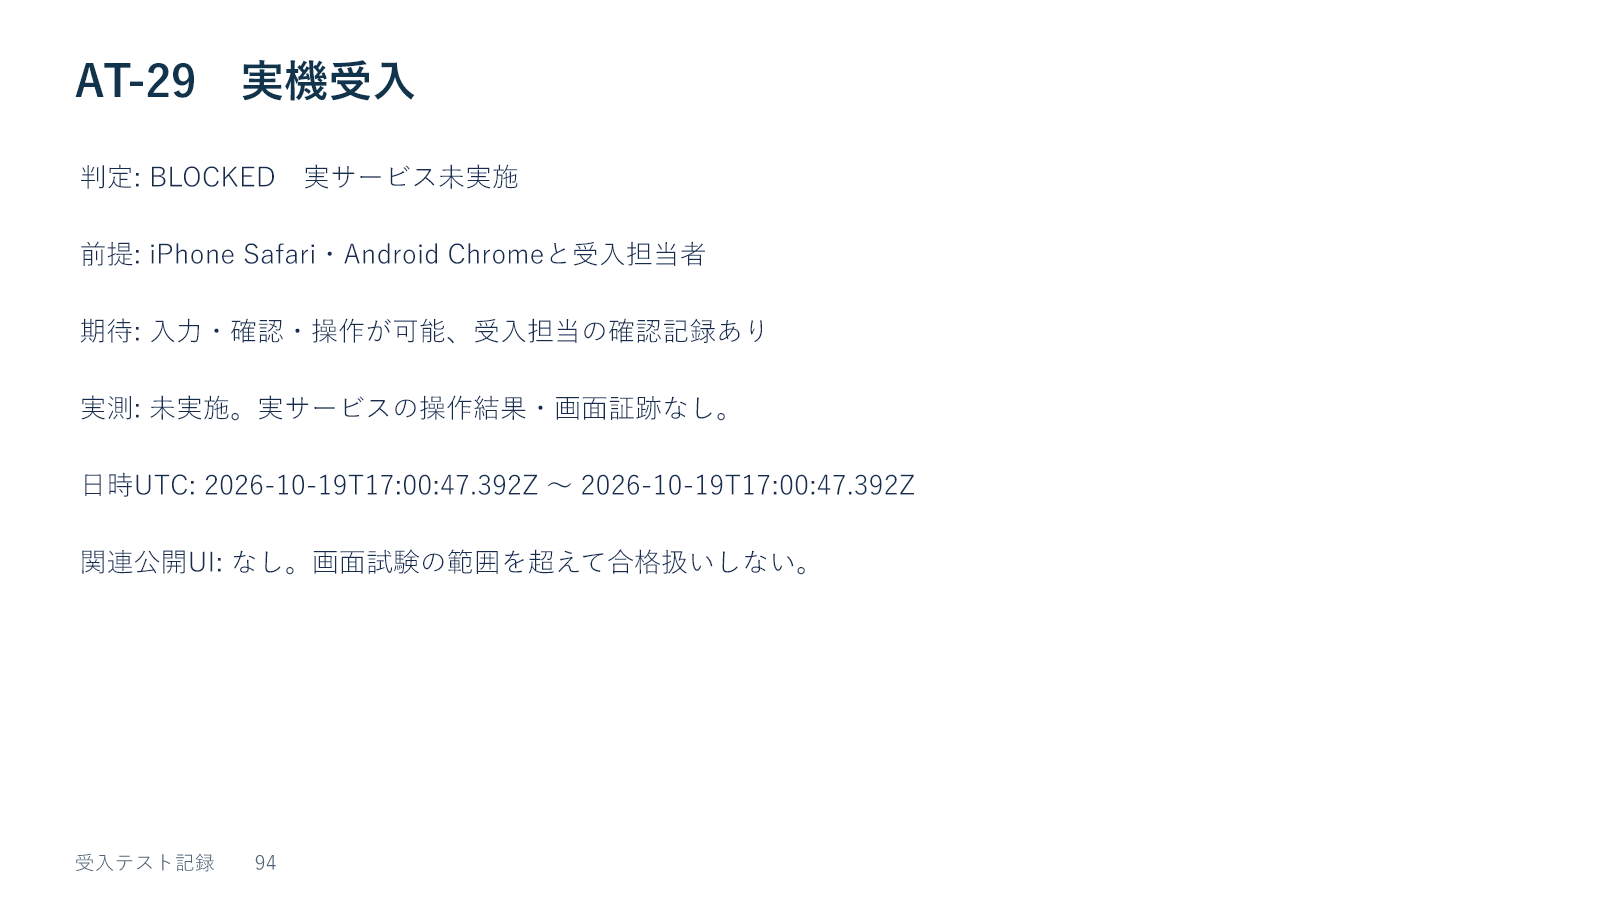 AT-29　実機受入
判定: BLOCKED　実サービス未実施
前提: iPhone Safari・Android Chromeと受入担当者
期待: 入力・確認・操作が可能、受入担当の確認記録あり
実測: 未実施。実サービスの操作結果・画面証跡なし。
日時UTC: 2026-10-19T17:00:47.392Z ～ 2026-10-19T17:00:47.392Z
関連公開UI: なし。画面試験の範囲を超えて合格扱いしない。
受入テスト記録　　94